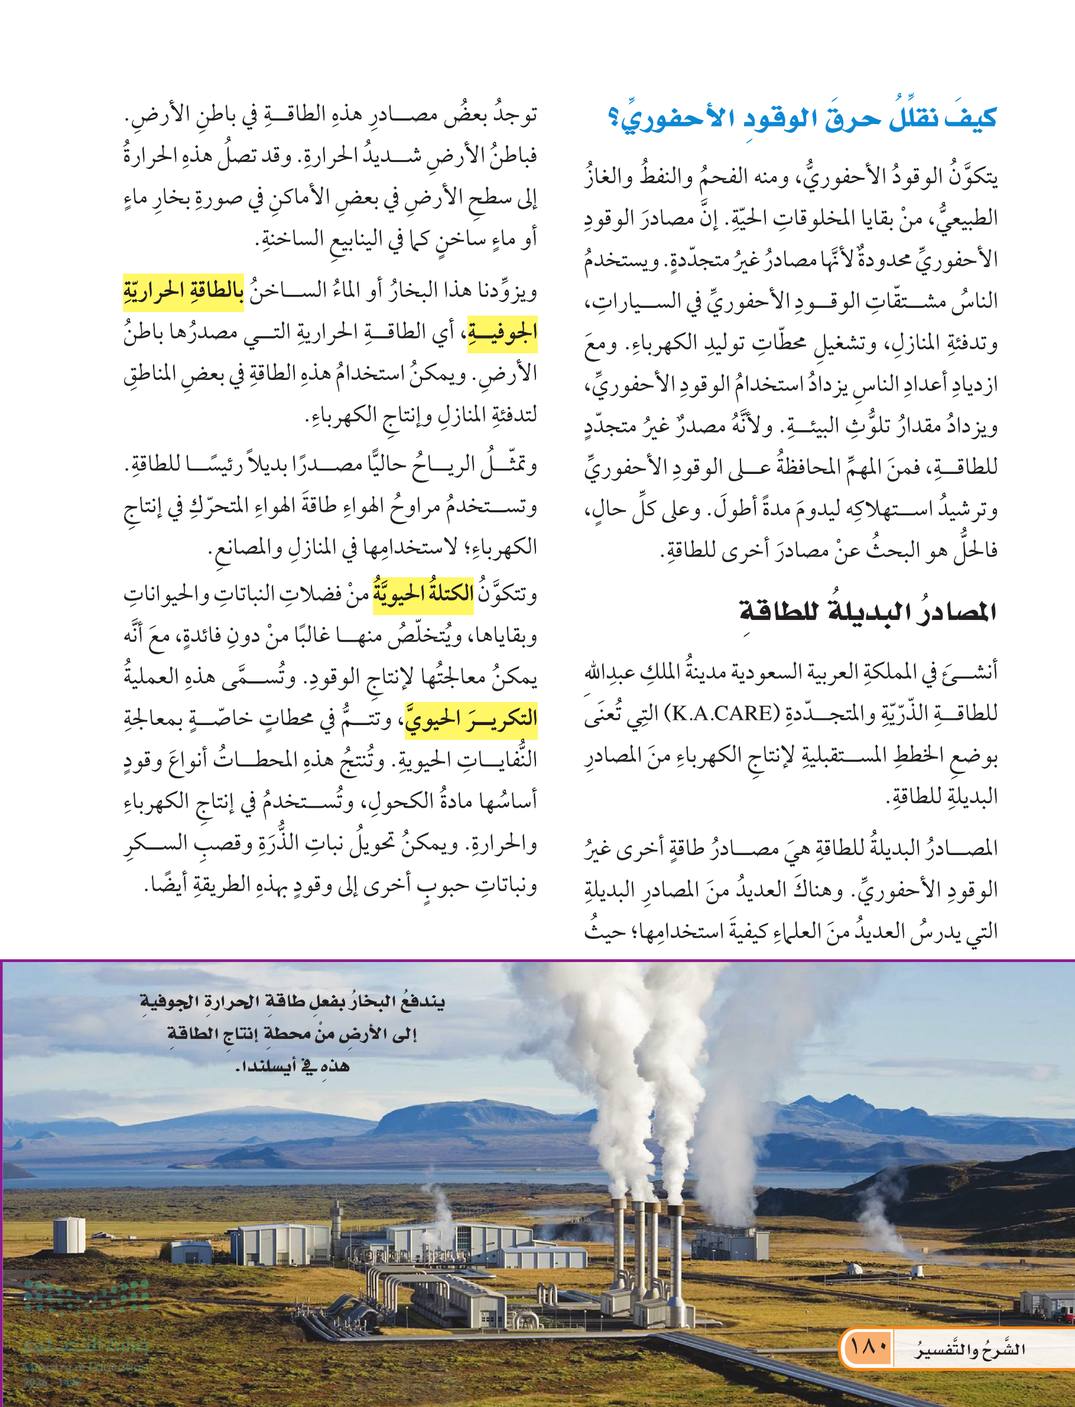 كيفَ نقلِّلُ حرقَ الوقودِ الأحفوريِّ؟
يتكوَّنُ الوقودُ الأحفوريُّ، ومنه الفحمُ والنفطُ والغازُ
الطبيعيُّ، منْ بقايا المخلوقاتِ الحيّةِ. إنَّ مصادرَ الوقودِ
الأحفوريِّ محدودةٌ لأنَّها مصادرُ غيرُ متجدّدةٍ. ويستخدمُ
الناسُ مشتقّاتِ الوقودِ الأحفوريِّ في السياراتِ،
وتدفئةِ المنازلِ، وتشغيلِ محطّاتِ توليدِ الكهرباءِ. ومعَ
ازديادِ أعدادِ الناسِ يزدادُ استخدامُ الوقودِ الأحفوريِّ،
ويزدادُ مقدارُ تلوُّثِ البيئةِ. ولأنَّهُ مصدرٌ غيرُ متجدّدٍ
للطاقةِ، فمنَ المهمِّ المحافظةُ على الوقودِ الأحفوريِّ
وترشيدُ استهلاكِه ليدومَ مدةً أطولَ. وعلى كلِّ حالٍ،
فالحلُّ هو البحثُ عنْ مصادرَ أخرى للطاقةِ.
المصادرُ البديلةُ للطاقةِ
أنشئَ في المملكةِ العربية السعودية مدينةُ الملكِ عبدِاللهِ
للطاقةِ الذّرّيّةِ والمتجدّدةِ (K.A.CARE) التِي تُعنَى
بوضعِ الخططِ المستقبليةِ لإنتاجِ الكهرباءِ منَ المصادرِ
البديلةِ للطاقةِ.
المصادرُ البديلةُ للطاقةِ هيَ مصادرُ طاقةٍ أخرى غيرُ
الوقودِ الأحفوريِّ. وهناكَ العديدُ منَ المصادرِ البديلةِ
التي يدرسُ العديدُ منَ العلماءِ كيفيةَ استخدامِها؛ حيثُ
توجدُ بعضُ مصادرِ هذهِ الطاقةِ في باطنِ الأرضِ.
فباطنُ الأرضِ شديدُ الحرارةِ. وقد تصلُ هذهِ الحرارةُ
إلى سطحِ الأرضِ في بعضِ الأماكنِ في صورةِ بخارِ ماءٍ
أو ماءٍ ساخنٍ كما في الينابيعِ الساخنةِ.
ويزوِّدنا هذا البخارُ أو الماءُ الساخنُ بالطاقةِ الحراريّةِ
الجوفيةِ، أي الطاقةِ الحراريةِ التي مصدرُها باطنُ
الأرضِ. ويمكنُ استخدامُ هذهِ الطاقةِ في بعضِ المناطقِ
لتدفئةِ المنازلِ وإنتاجِ الكهرباءِ.
وتمثّلُ الرياحُ حاليًّا مصدرًا بديلاً رئيسًا للطاقةِ.
وتستخدمُ مراوحُ الهواءِ طاقةَ الهواءِ المتحرّكِ في إنتاجِ
الكهرباءِ؛ لاستخدامِها في المنازلِ والمصانعِ.
وتتكوَّنُ الكتلةُ الحيويَّةُ منْ فضلاتِ النباتاتِ والحيواناتِ
وبقاياها، ويُتخلّصُ منها غالبًا منْ دونِ فائدةٍ، معَ أنَّه
يمكنُ معالجتُها لإنتاجِ الوقودِ. وتُسمَّى هذهِ العمليةُ
التكريرَ الحيويَّ، وتتمُّ في محطاتٍ خاصّةٍ بمعالجةِ
النُّفاياتِ الحيويةِ. وتُنتجُ هذهِ المحطاتُ أنواعَ وقودٍ
أساسُها مادةُ الكحولِ، وتُستخدمُ في إنتاجِ الكهرباءِ
والحرارةِ. ويمكنُ تحويلُ نباتِ الذُّرَةِ وقصبِ السكرِ
ونباتاتِ حبوبٍ أخرى إلى وقودٍ بهذهِ الطريقةِ أيضًا.
يندفعُ البخارُ بفعلِ طاقةِ الحرارةِ الجوفيةِ
إلى الأرضِ منْ محطةِ إنتاجِ الطاقةِ
هذهِ في أيسلندا.
الشَّرحُ والتَّفسيرُ ١٨٠